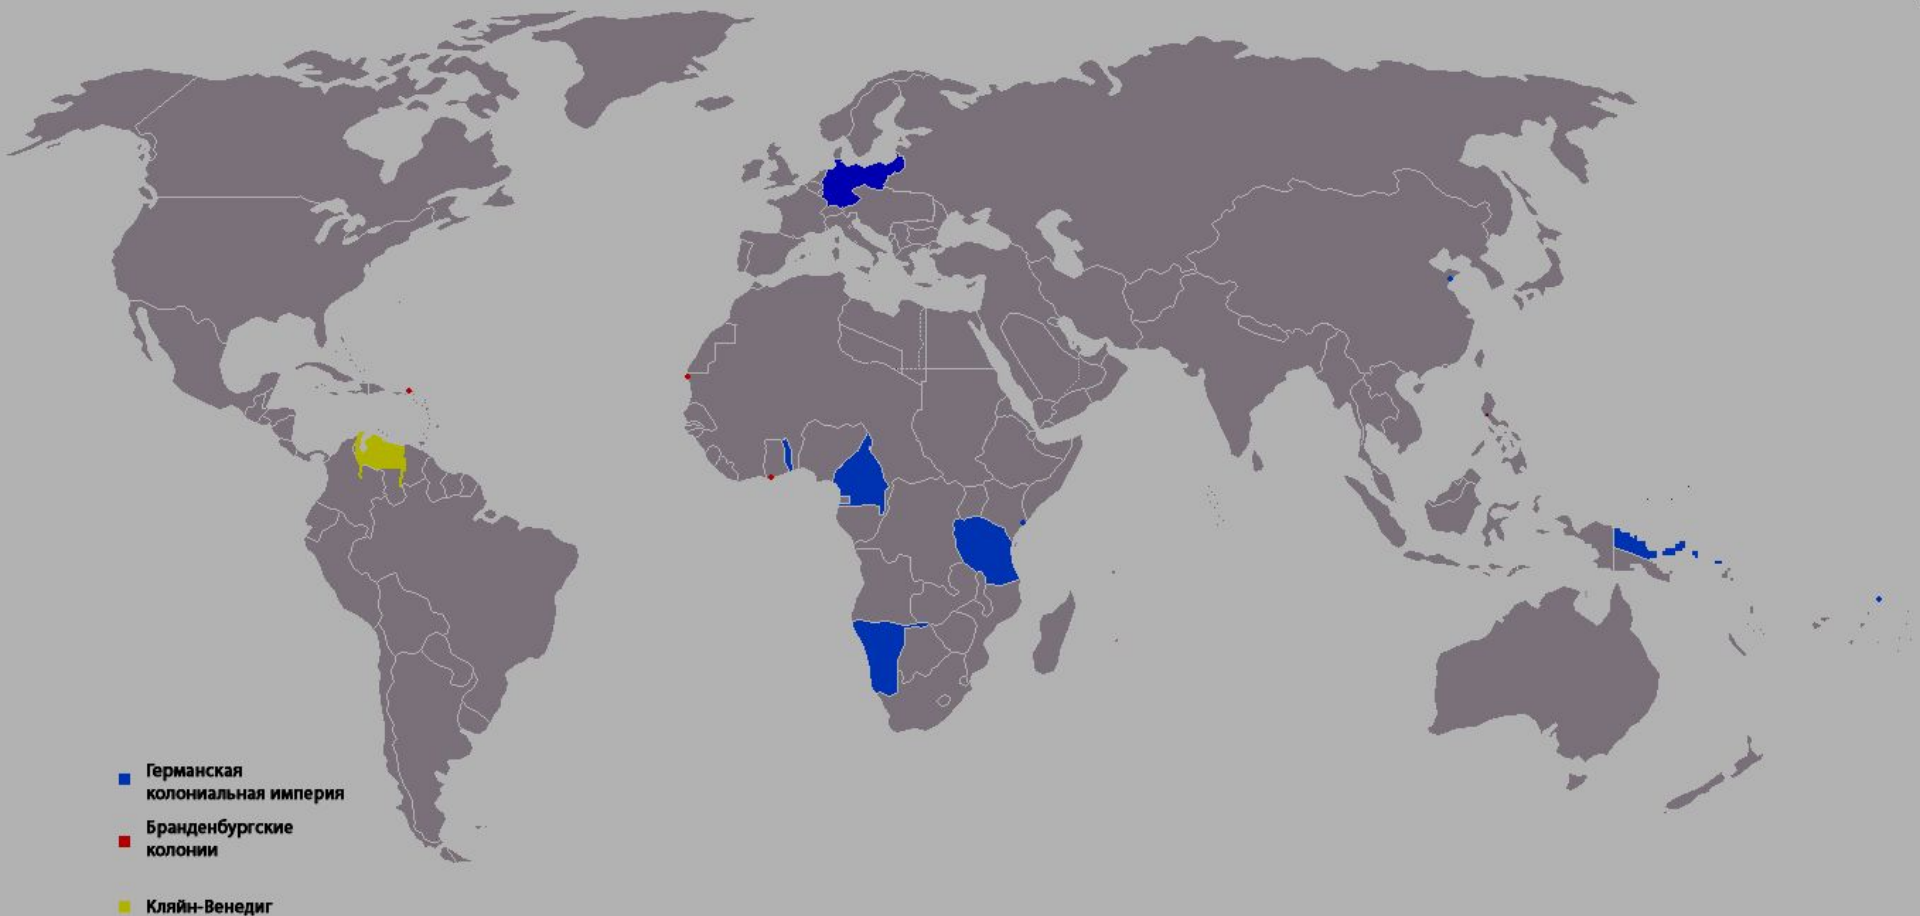 Германская
колониальная империя
Бранденбургские
колонии
Кляйн-Венедиг